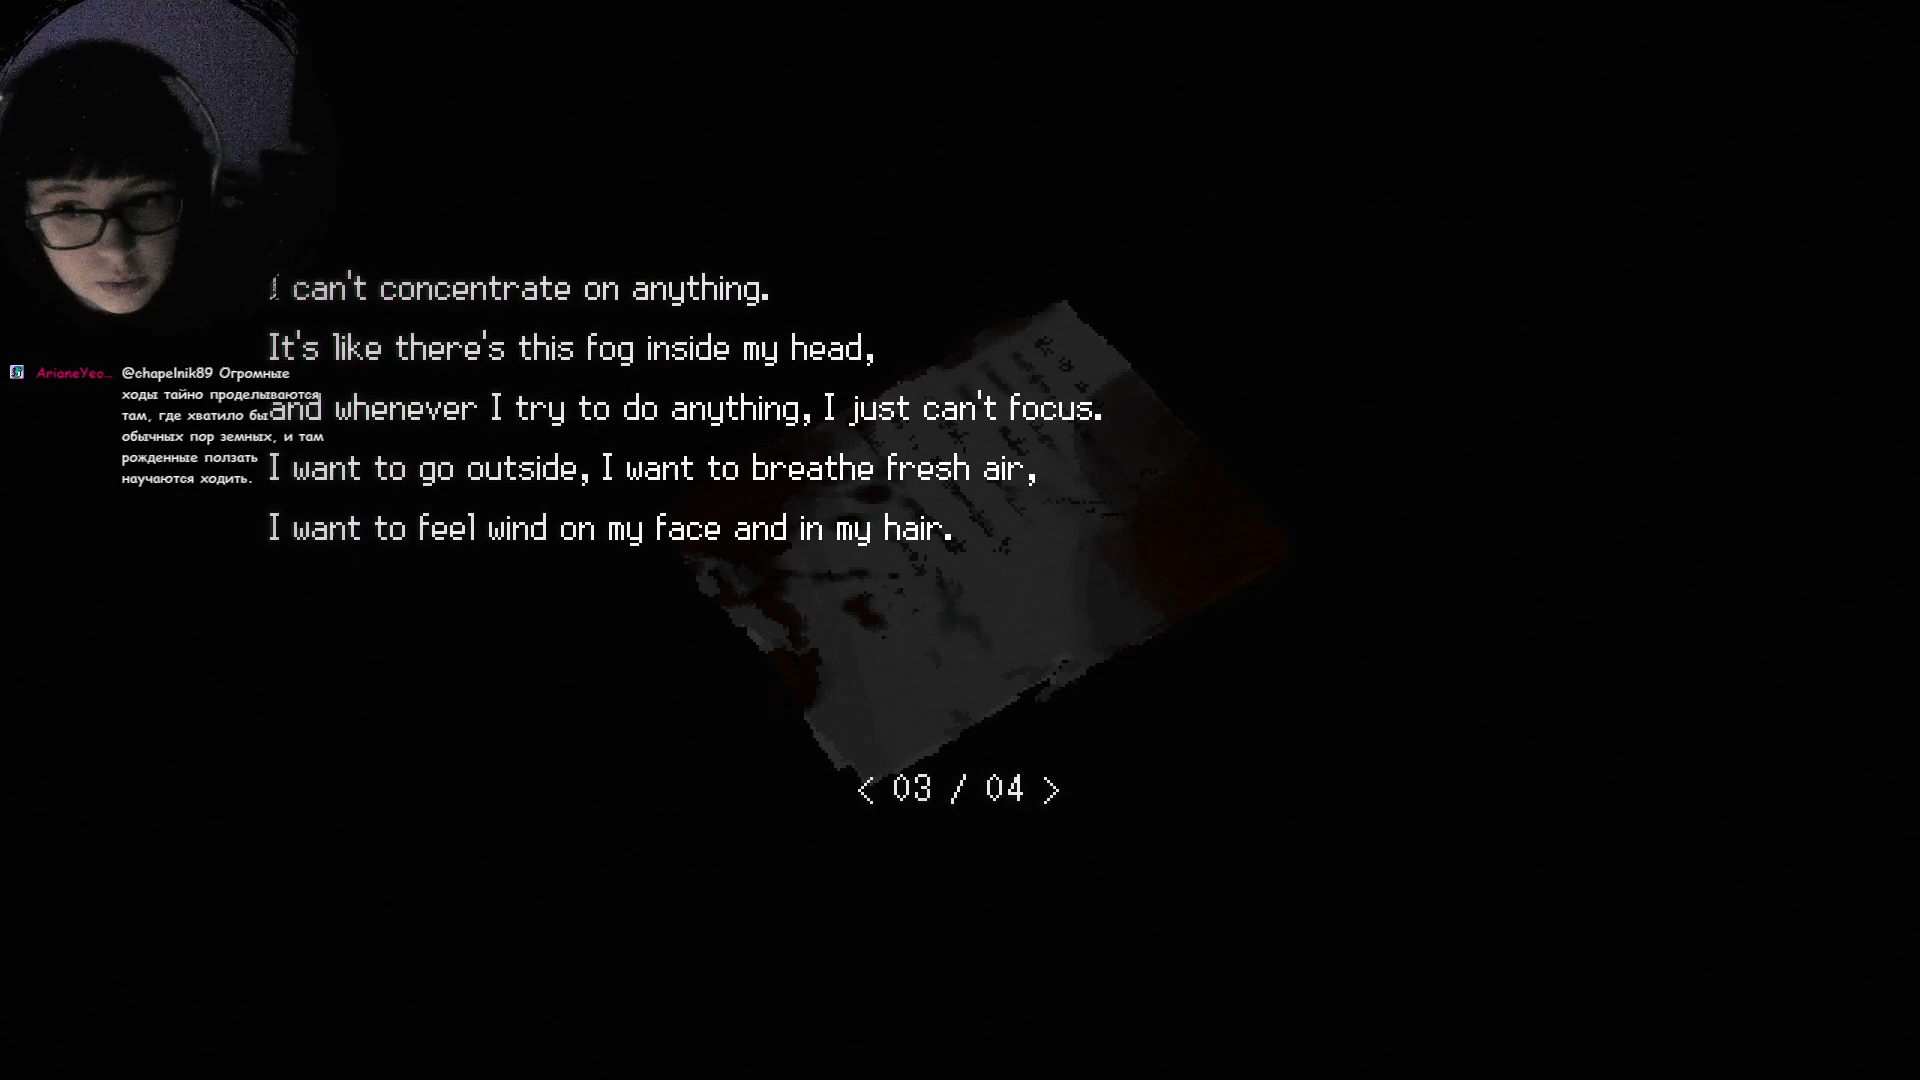 I can't concentrate on anything.
It's like there's this fog inside my head,
and whenever I try to do anything, I just can't focus.
I want to go outside, I want to breathe fresh air,
I want to feel wind on my face and in my hair.
ArianeYeo... @chapelnik89 Огромные
ходы тайно проделываются
там, где хватило бы
обычных пор земных, и там
рожденные ползать
научаются ходить.
< 03 / 04 >